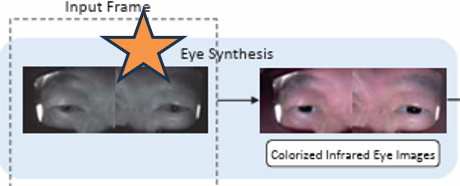 Input Frame
Eye Synthesis
Colorized Infrared Eye Images